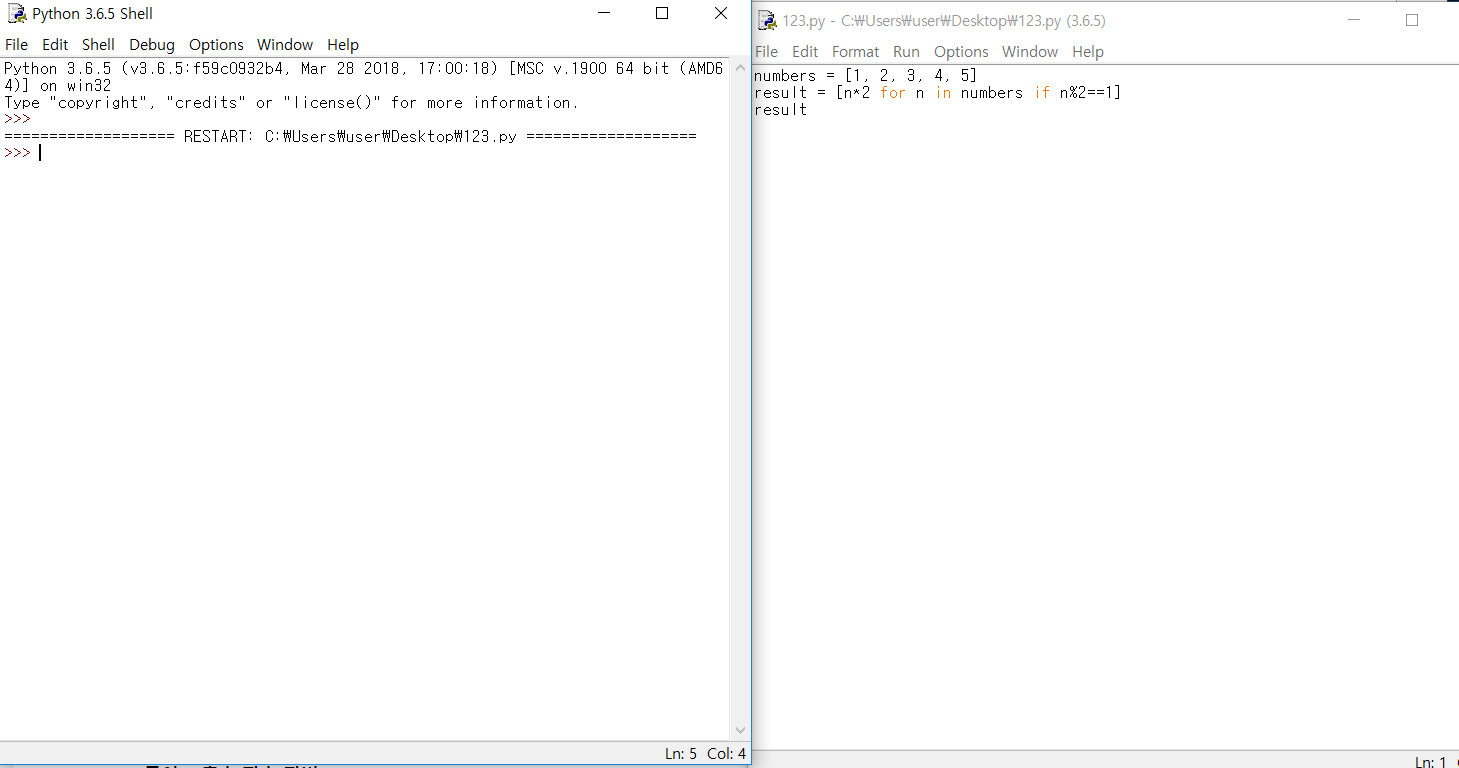 Python 3.6.5 Shell
File Edit Shell Debug Options Window Help
Python 3.6.5 (v3.6.5:f59c0932b4, Mar 28 2018, 17:00:18) [MSC v.1900 64 bit (AMD6
4)] on win32
Type "copyright", "credits" or "license()" for more information.
>>>
=================== RESTART: C:₩Users₩user₩Desktop₩123.py ===================
>>>
Ln: 5 Col: 4
123.py - C:₩Users₩user₩Desktop₩123.py (3.6.5)
File Edit Format Run Options Window Help
numbers = [1, 2, 3, 4, 5]
result = [n*2 for n in numbers if n%2==1]
result
Ln: 1